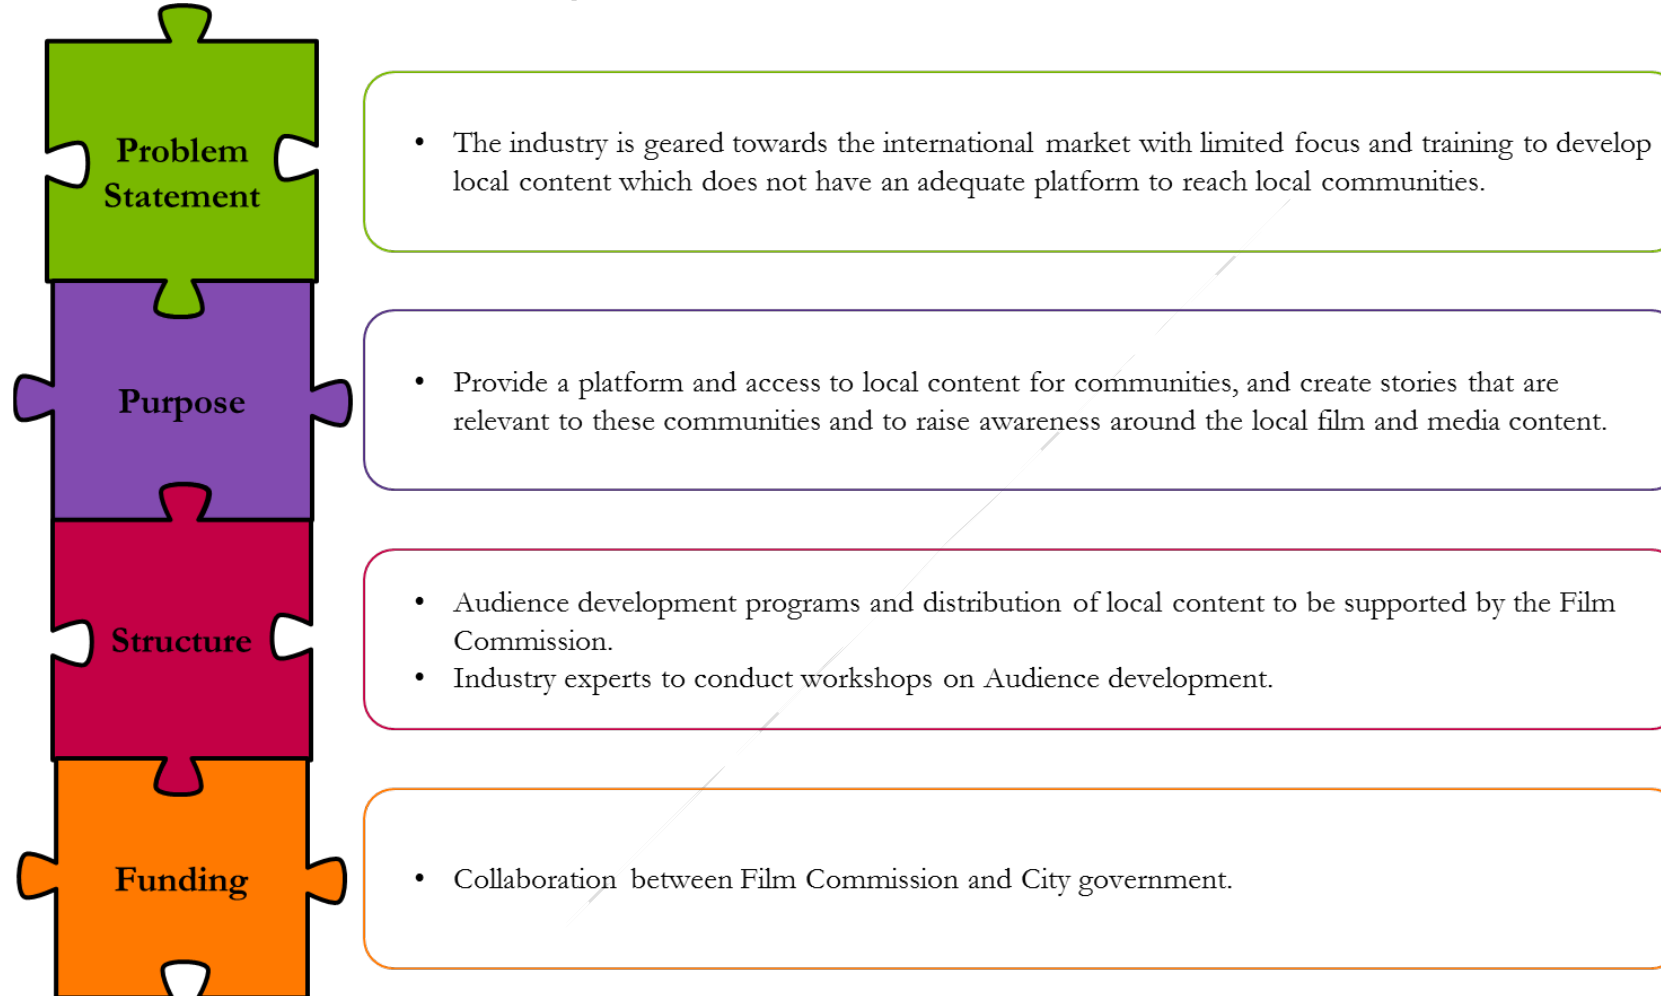 Problem
Statement
• The industry is geared towards the international market with limited focus and training to develop
local content which does not have an adequate platform to reach local communities.
Purpose
• Provide a platform and access to local content for communities, and create stories that are
relevant to these communities and to raise awareness around the local film and media content.
Structure
• Audience development programs and distribution of local content to be supported by the Film
Commission.
• Industry experts to conduct workshops on Audience development.
Funding
• Collaboration between Film Commission and City government.